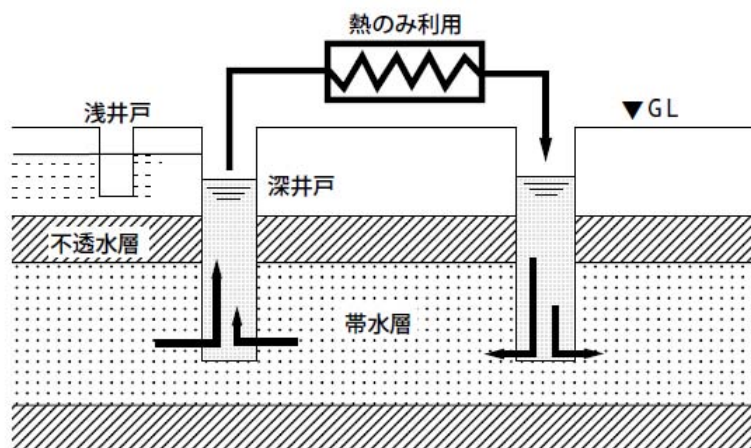 熱のみ利用
浅井戸
▼GL
深井戸
不透水層
帯水層